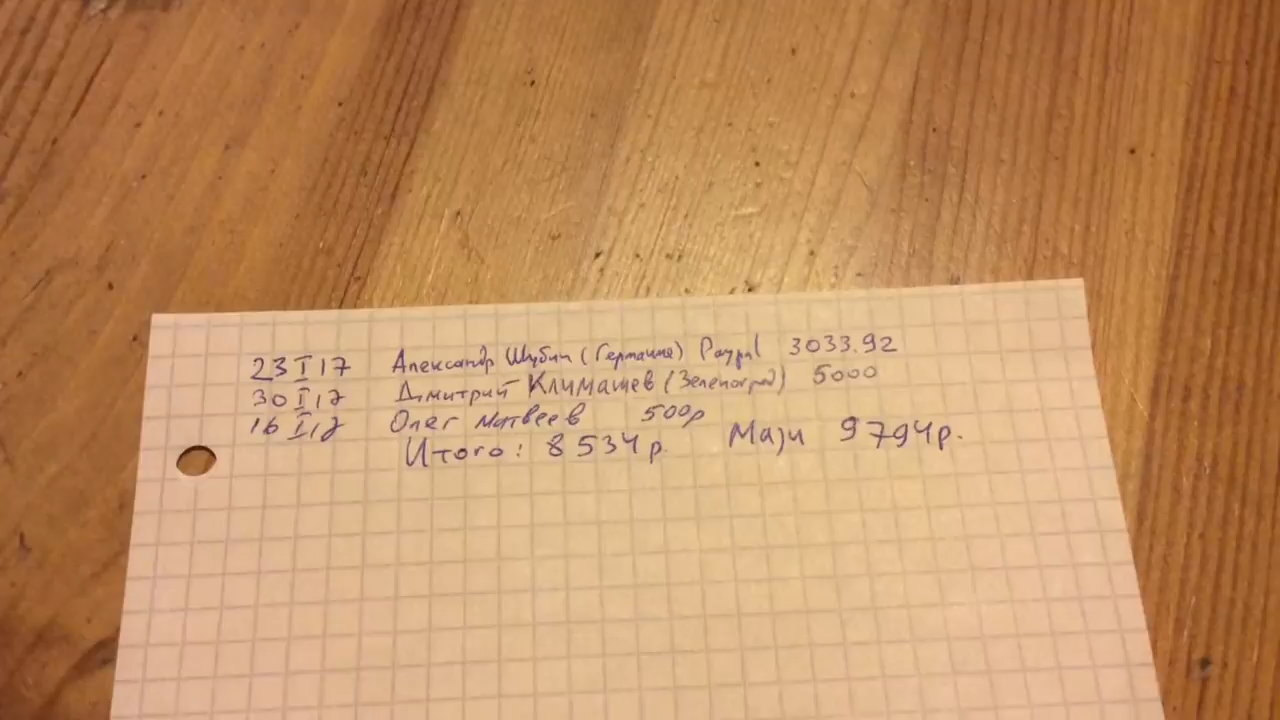 23 I 17 Александр Шубин (Германия) Paypal 3033.92
30 I 17 Дмитрий Климашев (Зеленоград) 5000
16 I 17 Олег Матвеев 500р
Итого: 8534р. 9794р.